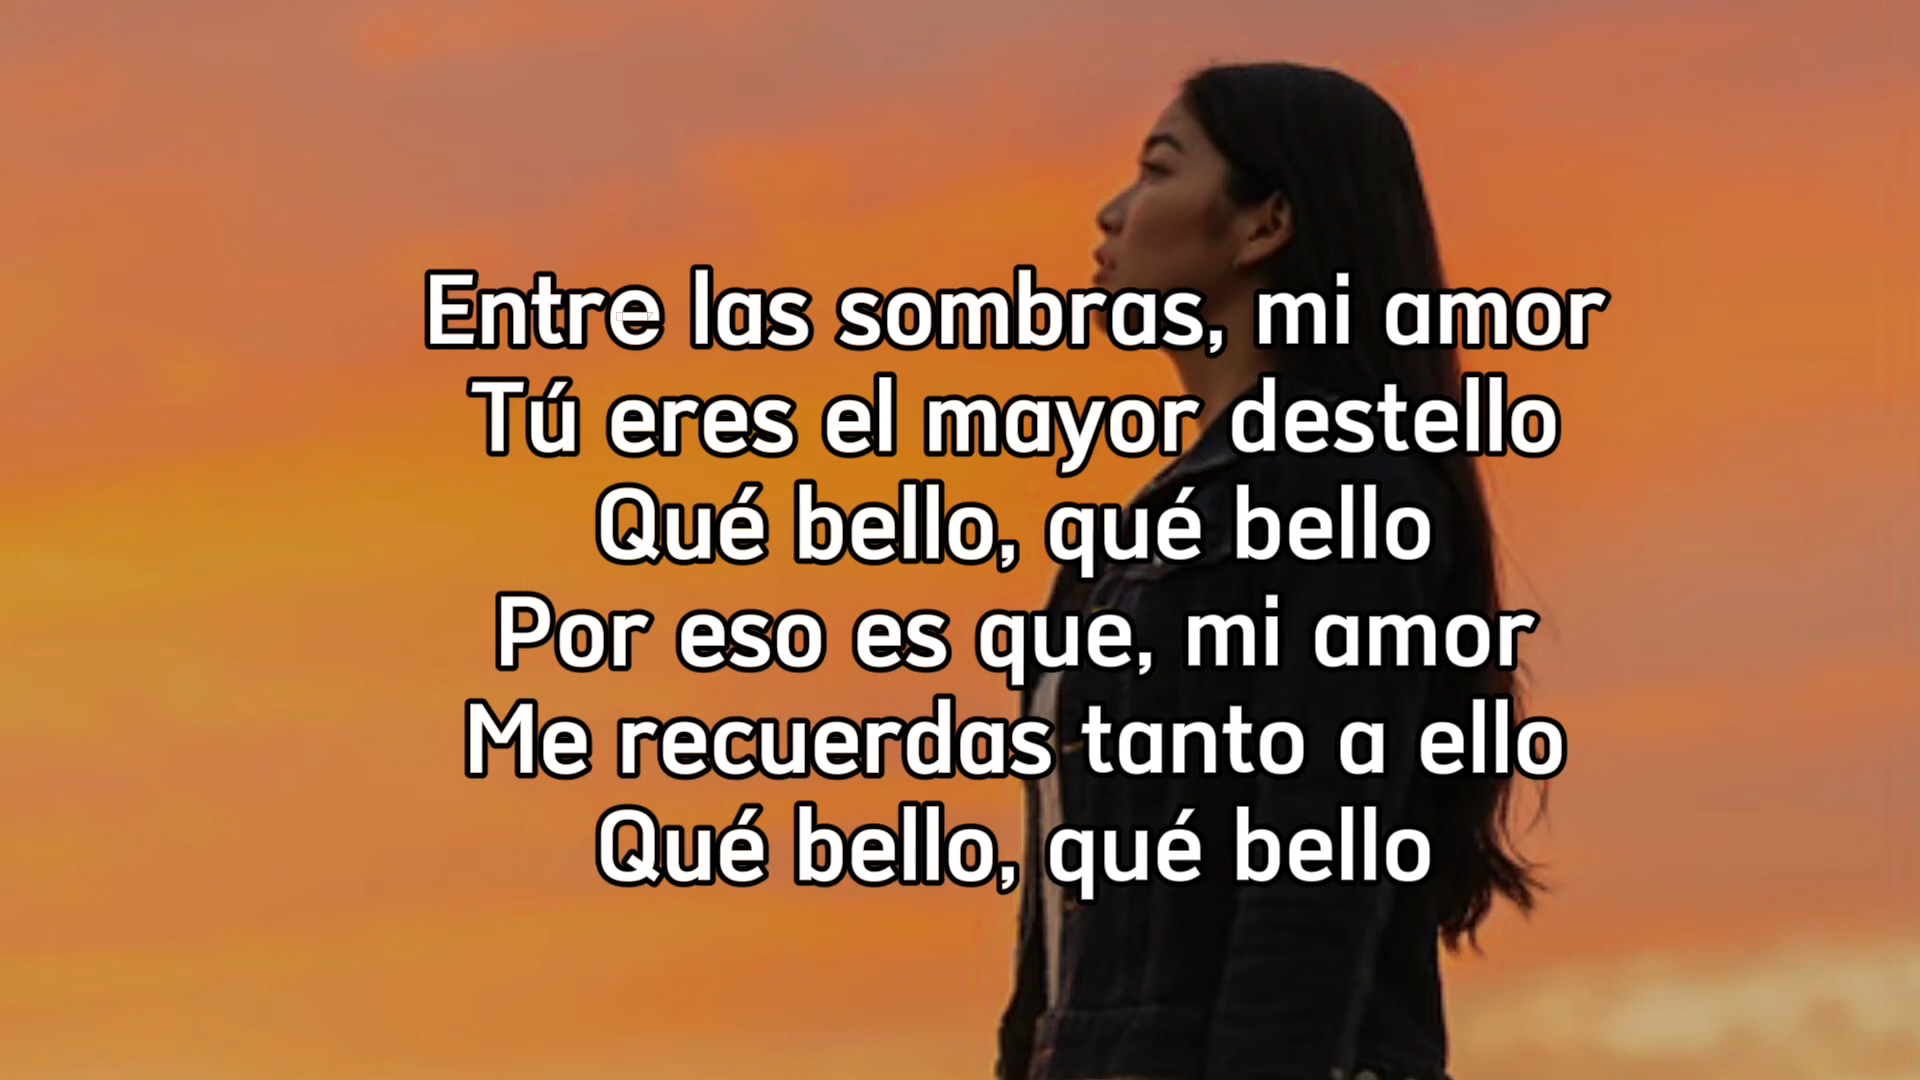 Entre las sombras, mi amor
Tú eres el mayor destello
Qué bello, qué bello
Por eso es que, mi amor
Me recuerdas tanto a ello
Qué bello, qué bello